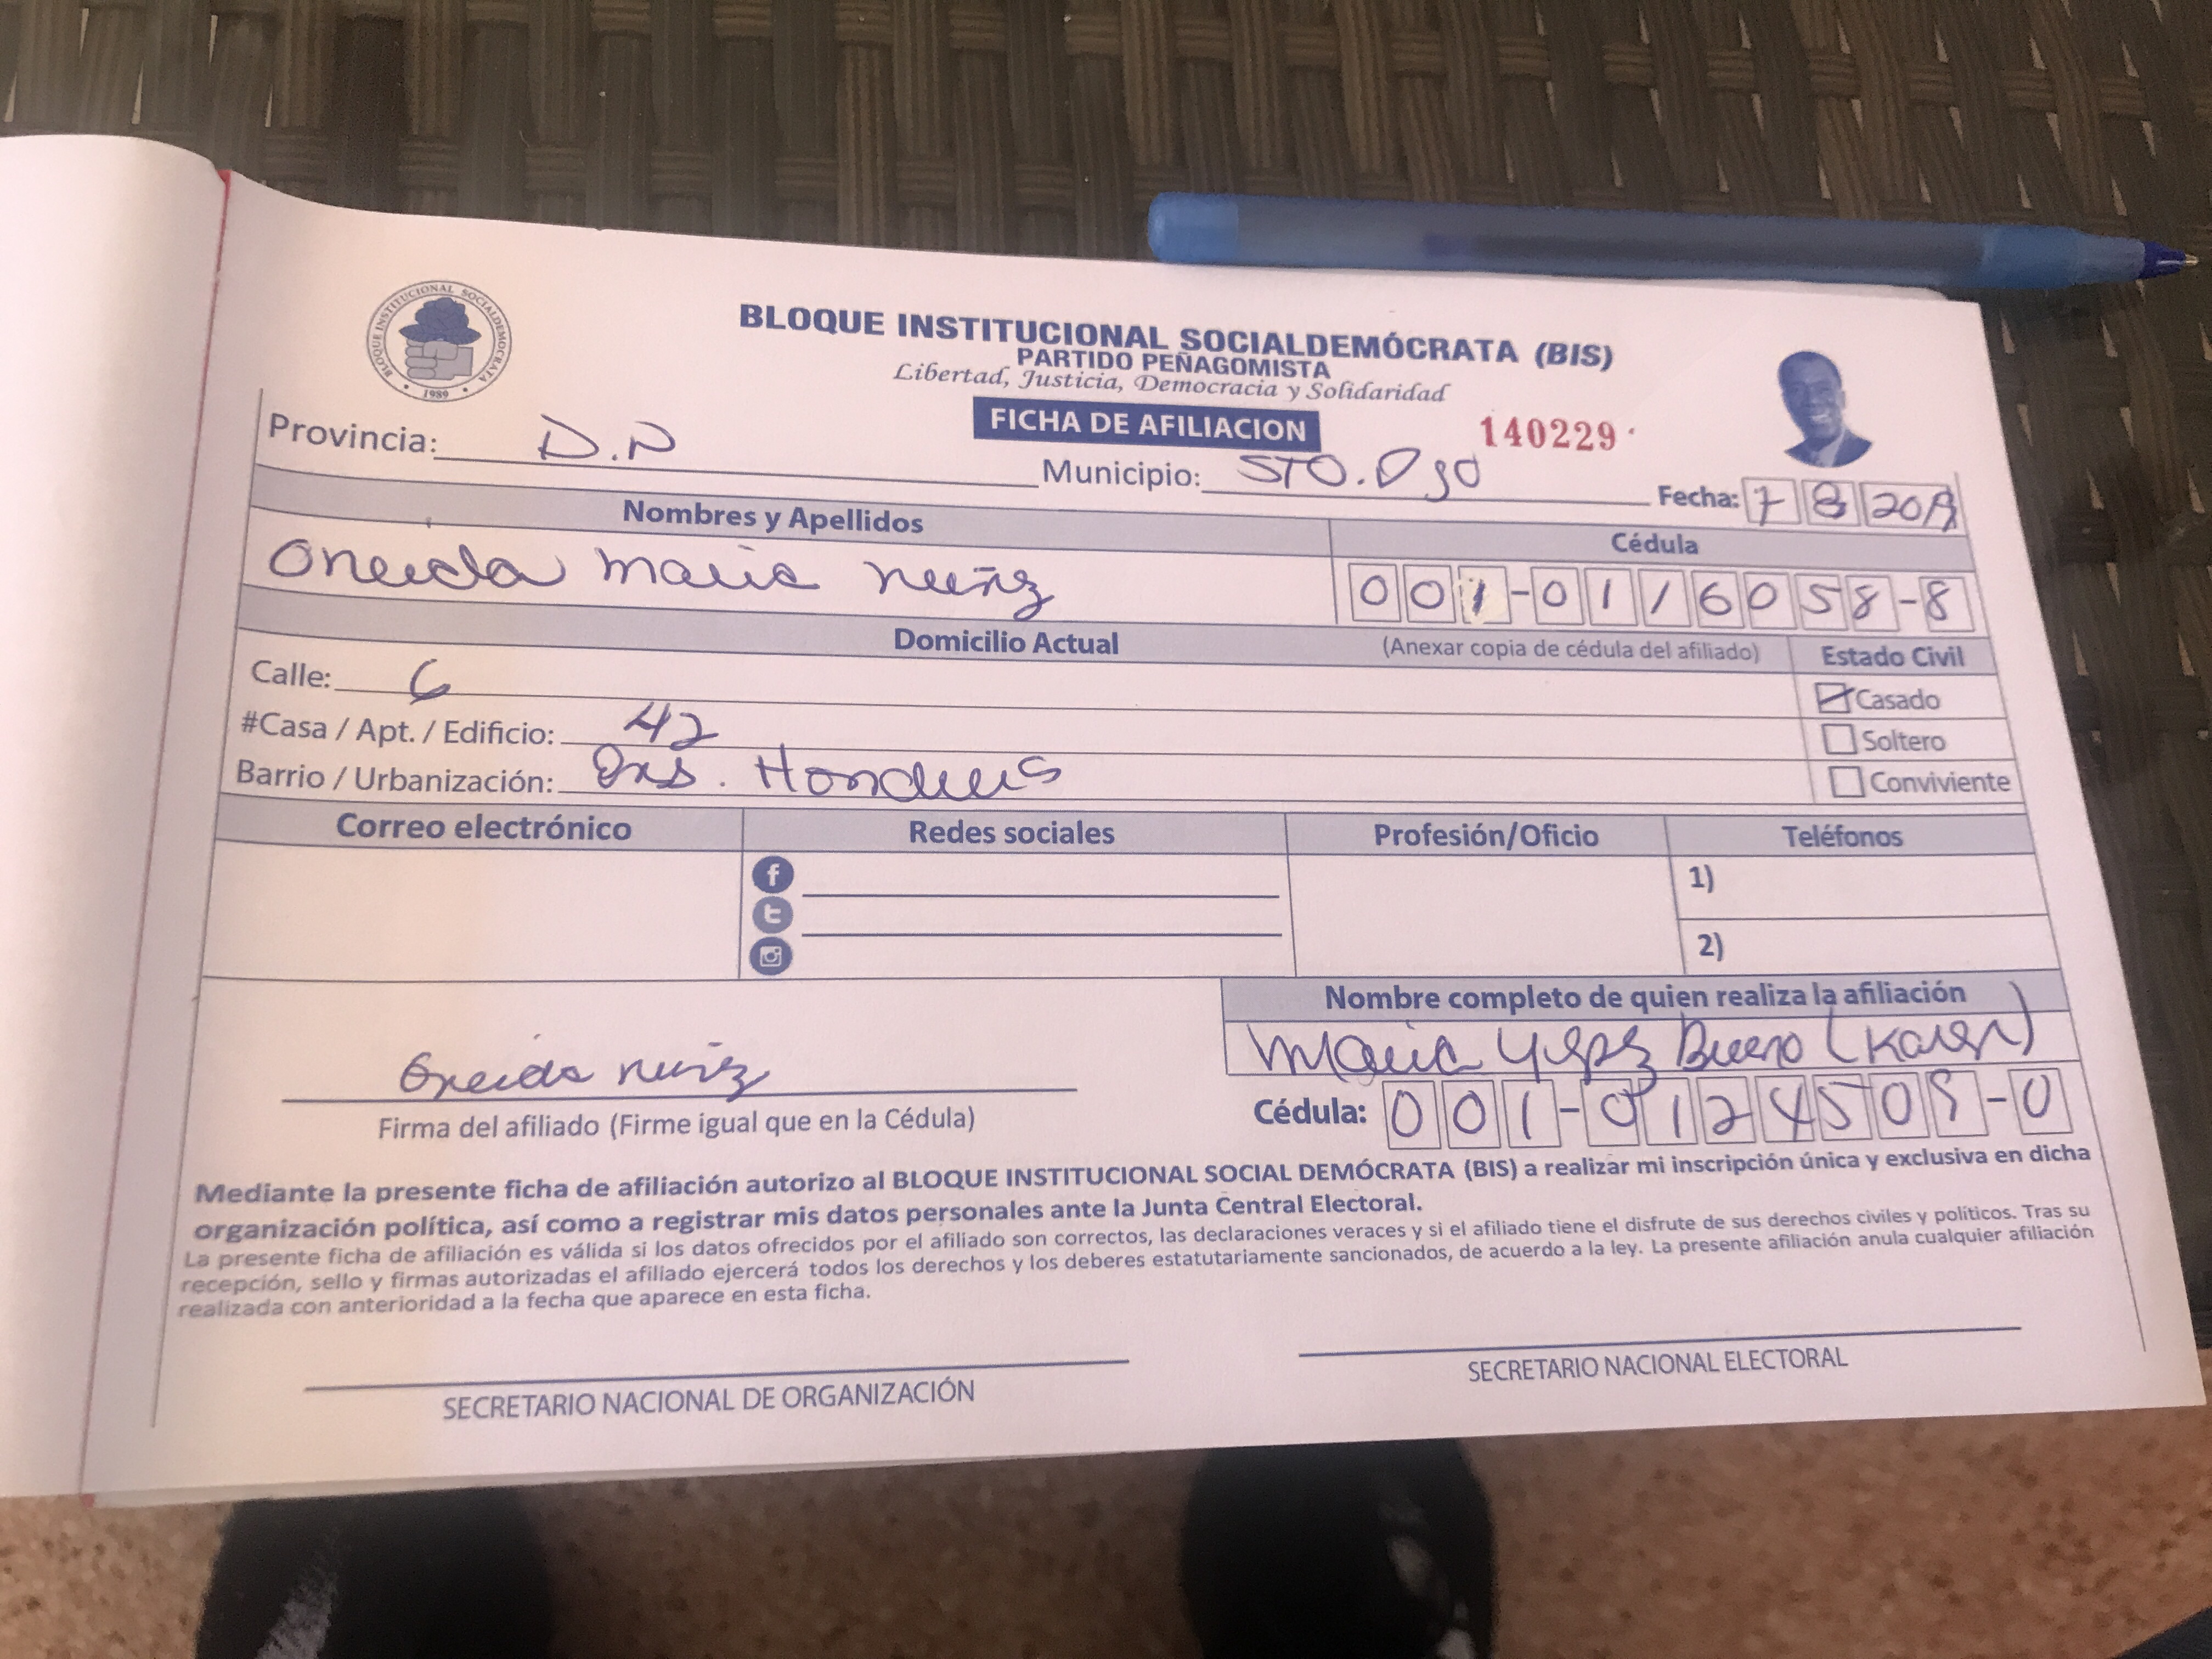 BLOQUE INSTITUCIONAL SOCIALDEMOCRATA
1989
BLOQUE INSTITUCIONAL SOCIALDEMÓCRATA (BIS)
PARTIDO PEÑAGOMISTA
Libertad, Justicia, Democracia y Solidaridad
FICHA DE AFILIACION 140229
Provincia: D.N Municipio: STO. Dgo Fecha: 7 8 2019
Nombres y Apellidos Cédula
Oneida Maria Nuñez 001-0116058-8
Domicilio Actual (Anexar copia de cédula del afiliado) Estado Civil
Calle: 6 Casado
#Casa / Apt. / Edificio: 42 Soltero
Barrio / Urbanización: Ens. Honduras Conviviente
Correo electrónico Redes sociales Profesión/Oficio Teléfonos
1)
2)
Nombre completo de quien realiza la afiliación
Maria Yepez Bueno (Karen)
Oneida Nuñez
Firma del afiliado (Firme igual que en la Cédula) Cédula: 001-0124509-0
Mediante la presente ficha de afiliación autorizo al BLOQUE INSTITUCIONAL SOCIAL DEMÓCRATA (BIS) a realizar mi inscripción única y exclusiva en dicha
organización política, así como a registrar mis datos personales ante la Junta Central Electoral.
La presente ficha de afiliación es válida si los datos ofrecidos por el afiliado son correctos, las declaraciones veraces y si el afiliado tiene el disfrute de sus derechos civiles y políticos. Tras su
recepción, sello y firmas autorizadas el afiliado ejercerá todos los derechos y los deberes estatutariamente sancionados, de acuerdo a la ley. La presente afiliación anula cualquier afiliación
realizada con anterioridad a la fecha que aparece en esta ficha.
SECRETARIO NACIONAL DE ORGANIZACIÓN SECRETARIO NACIONAL ELECTORAL